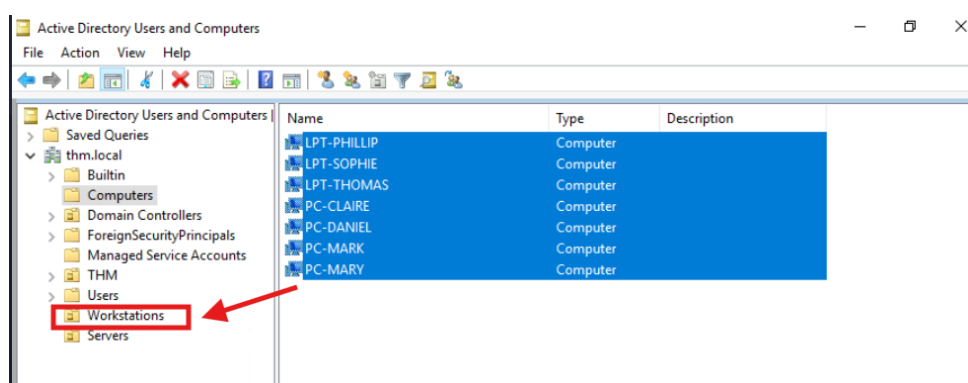 Active Directory Users and Computers
File Action View Help
Active Directory Users and Computers
Saved Queries
thm.local
Builtin
Computers
Domain Controllers
ForeignSecurityPrincipals
Managed Service Accounts
THM
Users
Workstations
Servers
Name Type Description
LPT-PHILLIP Computer
LPT-SOPHIE Computer
LPT-THOMAS Computer
PC-CLAIRE Computer
PC-DANIEL Computer
PC-MARK Computer
PC-MARY Computer